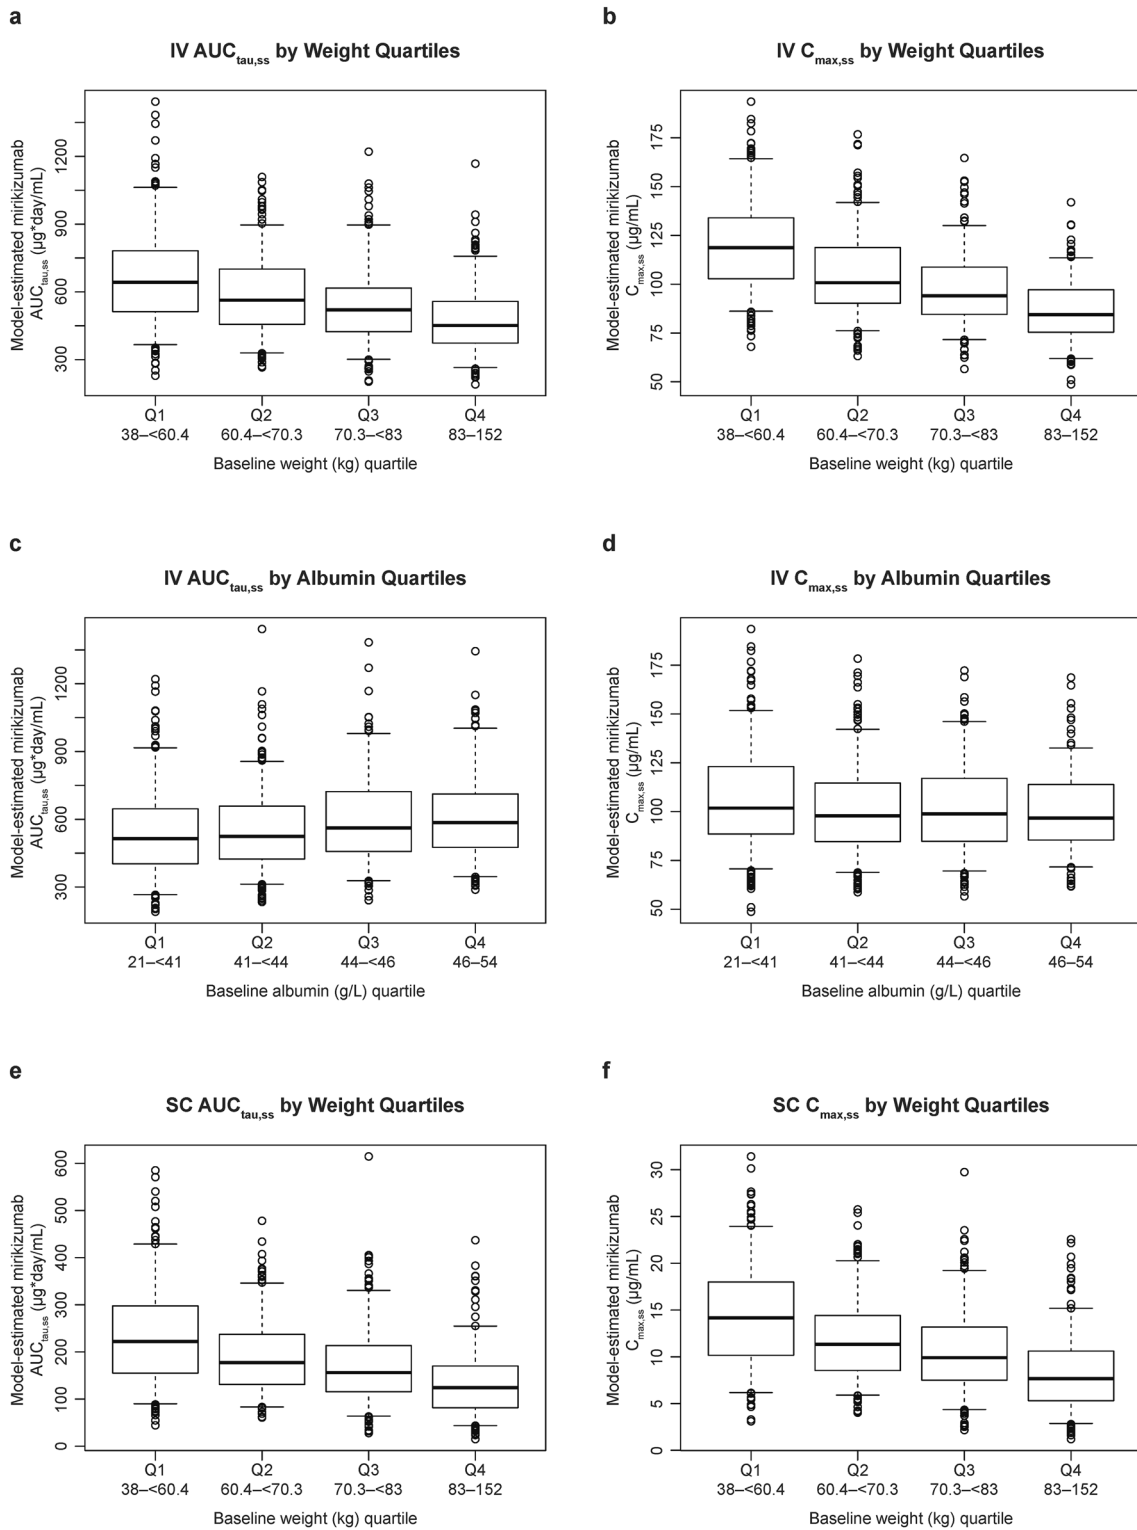 a
IV AUCtau,ss by Weight Quartiles
Model-estimated mirikizumab
AUCtau,ss (µg*day/mL)
1200
900
600
300
Q1 Q2 Q3 Q4
38–<60.4 60.4–<70.3 70.3–<83 83–152
Baseline weight (kg) quartile
b
IV Cmax,ss by Weight Quartiles
Model-estimated mirikizumab
Cmax,ss (µg/mL)
175
150
125
100
75
50
Q1 Q2 Q3 Q4
38–<60.4 60.4–<70.3 70.3–<83 83–152
Baseline weight (kg) quartile
c
IV AUCtau,ss by Albumin Quartiles
Model-estimated mirikizumab
AUCtau,ss (µg*day/mL)
1200
900
600
300
Q1 Q2 Q3 Q4
21–<41 41–<44 44–<46 46–54
Baseline albumin (g/L) quartile
d
IV Cmax,ss by Albumin Quartiles
Model-estimated mirikizumab
Cmax,ss (µg/mL)
175
150
125
100
75
50
Q1 Q2 Q3 Q4
21–<41 41–<44 44–<46 46–54
Baseline albumin (g/L) quartile
e
SC AUCtau,ss by Weight Quartiles
Model-estimated mirikizumab
AUCtau,ss (µg*day/mL)
600
500
400
300
200
100
0
Q1 Q2 Q3 Q4
38–<60.4 60.4–<70.3 70.3–<83 83–152
Baseline weight (kg) quartile
f
SC Cmax,ss by Weight Quartiles
Model-estimated mirikizumab
Cmax,ss (µg/mL)
30
25
20
15
10
5
0
Q1 Q2 Q3 Q4
38–<60.4 60.4–<70.3 70.3–<83 83–152
Baseline weight (kg) quartile